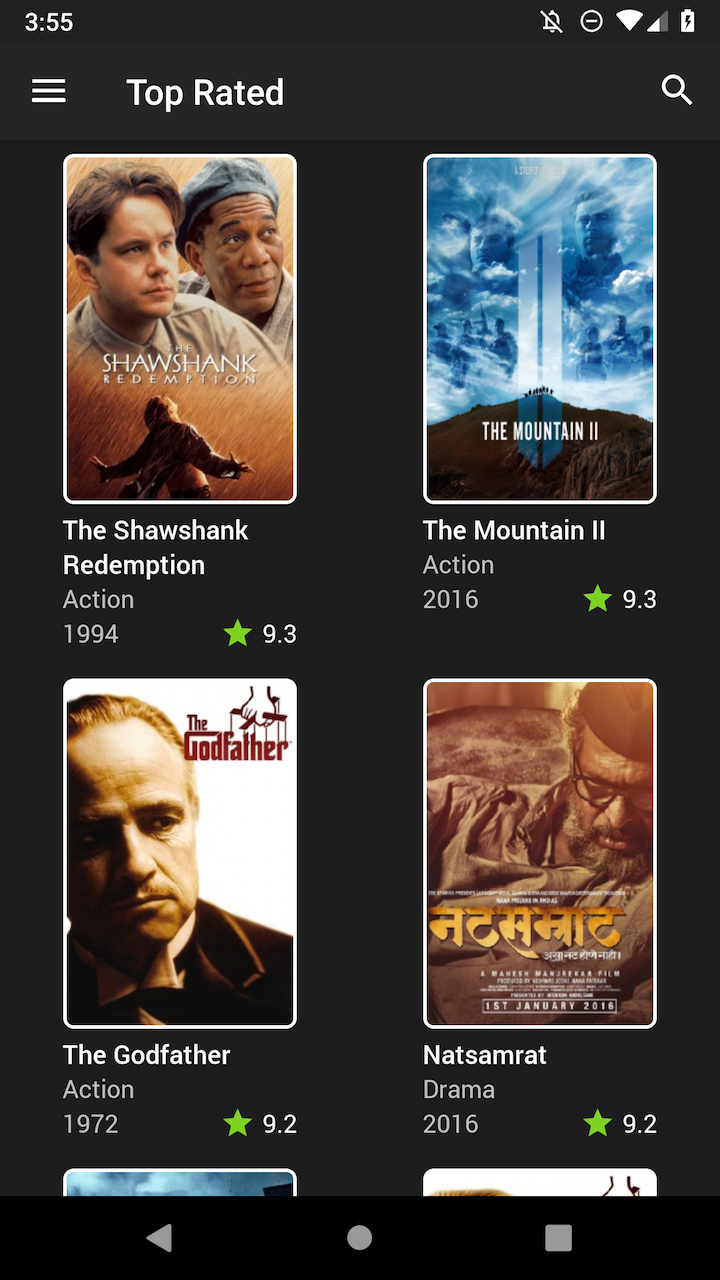 3:55
Top Rated
THE
SHAWSHANK
REDEMPTION
THE MOUNTAIN II
The Shawshank
Redemption
Action
1994
9.3
The Mountain II
Action
2016
9.3
The
Godfather
नटसम्राट
असा नट होणे नाही!
A MAHESH MANJREKAR FILM
1ST JANUARY 2016
The Godfather
Action
1972
9.2
Natsamrat
Drama
2016
9.2